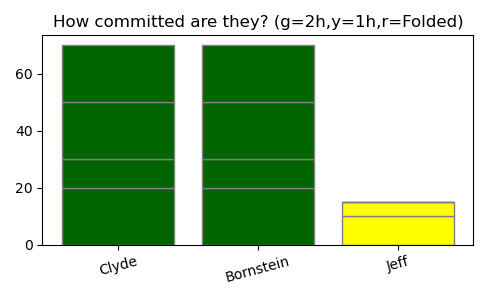 How committed are they? (g=2h,y=1h,r=Folded)
60
40
20
0
Clyde
Bornstein
Jeff